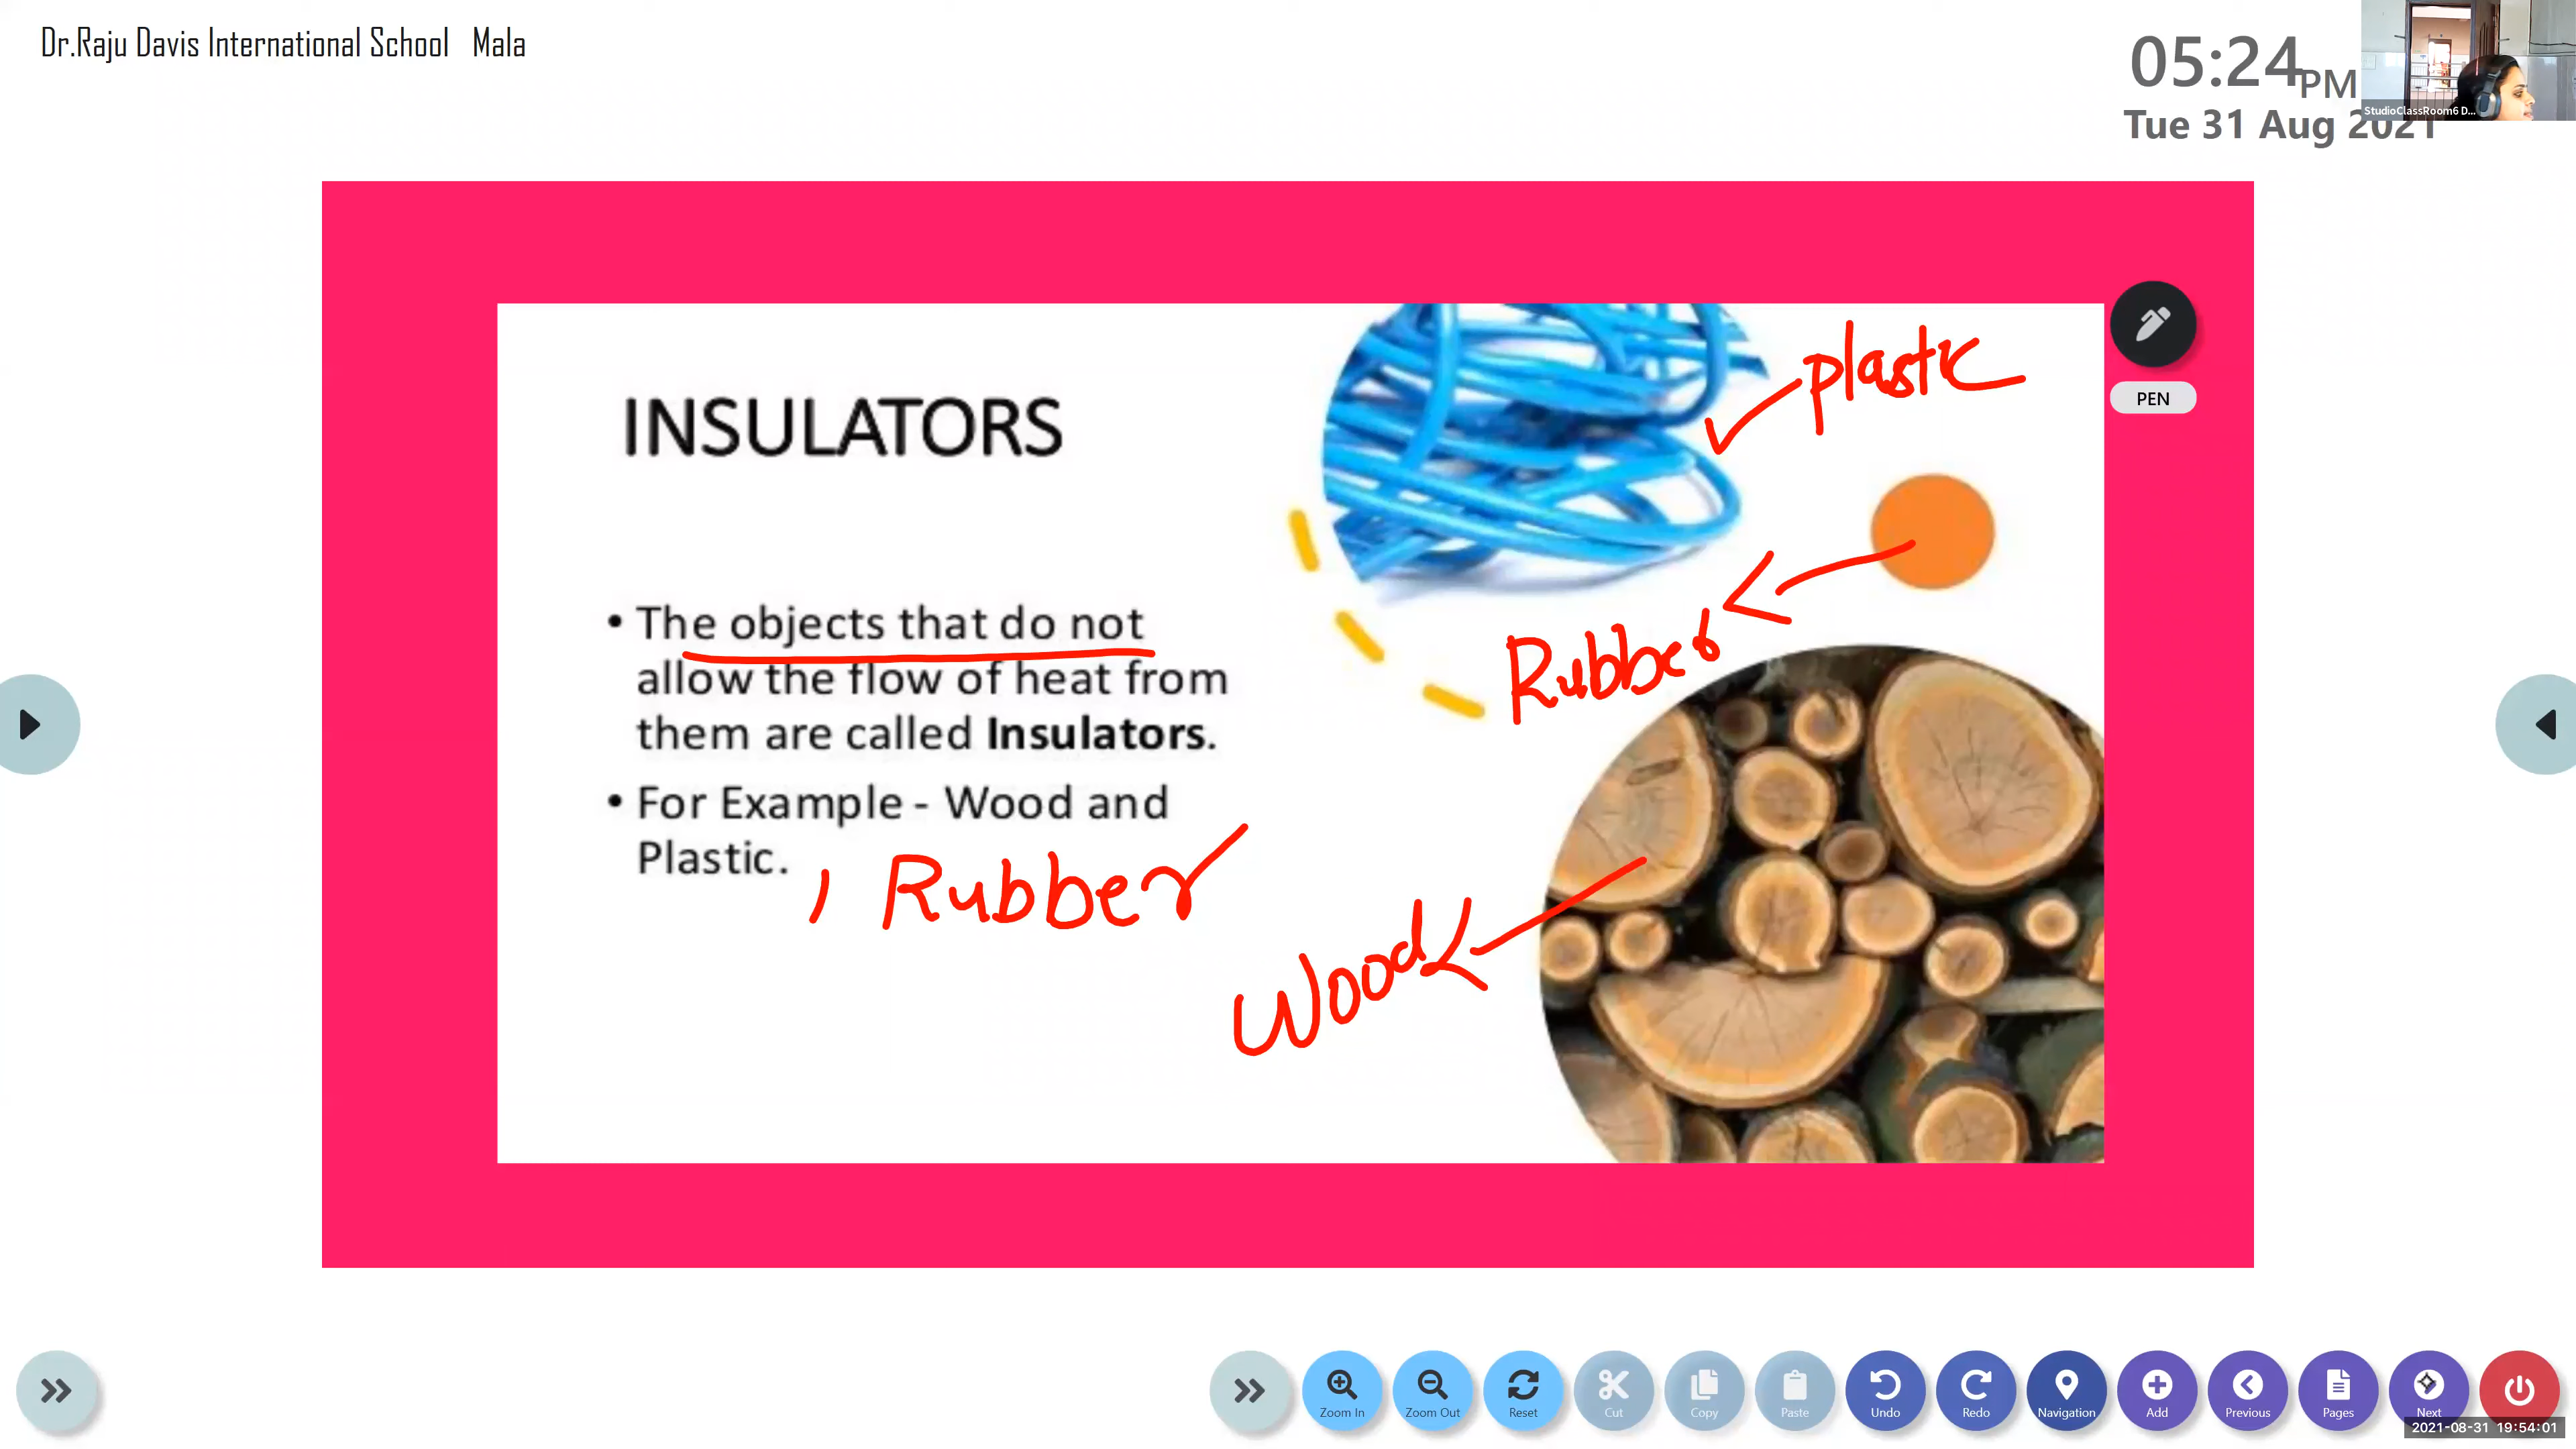 Dr.Raju Davis International School Mala
05:24 PM
Tue 31 Aug 2021
StudioClassRoom6 D...
PEN
INSULATORS
plastic
• The objects that do not
allow the flow of heat from
them are called Insulators.
• For Example - Wood and
Plastic. , Rubber
Rubber
Wood
Zoom In
Zoom Out
Reset
Cut
Copy
Paste
Undo
Redo
Navigation
Add
Previous
Pages
Next
2021-08-31 19:54:01